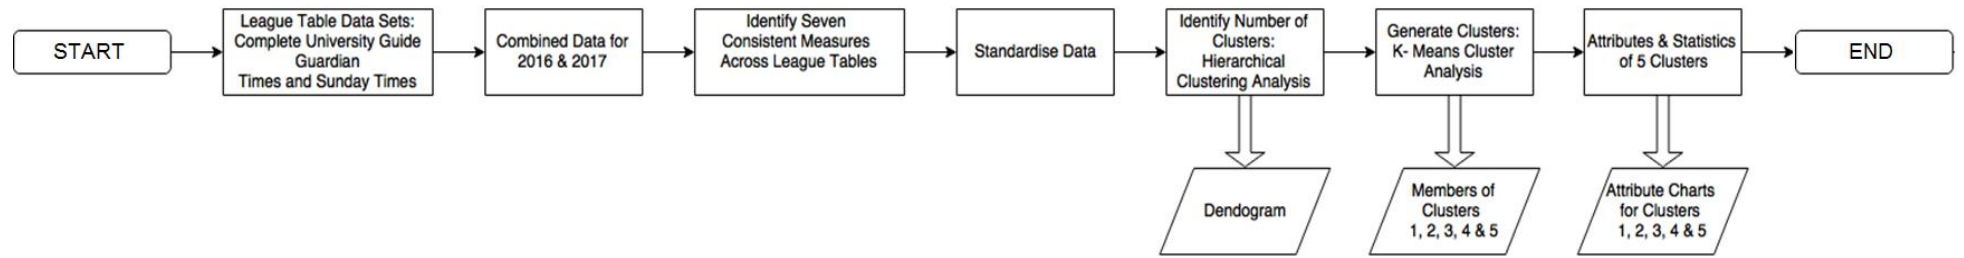 START
League Table Data Sets:
Complete University Guide
Guardian
Times and Sunday Times
Combined Data for
2016 & 2017
Identify Seven
Consistent Measures
Across League Tables
Standardise Data
Identify Number of
Clusters:
Hierarchical
Clustering Analysis
Generate Clusters:
K- Means Cluster
Analysis
Attributes & Statistics
of 5 Clusters
END
Dendogram
Members of
Clusters
1, 2, 3, 4 & 5
Attribute Charts
for Clusters
1, 2, 3, 4 & 5